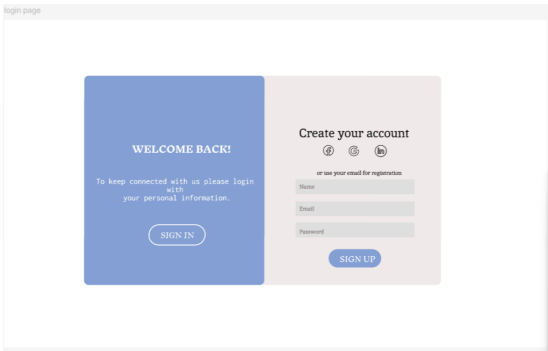 login page
WELCOME BACK!
To keep connected with us please login
with
your personal information.
SIGN IN
Create your account
or use your email for registration
Name
Email
Password
SIGN UP